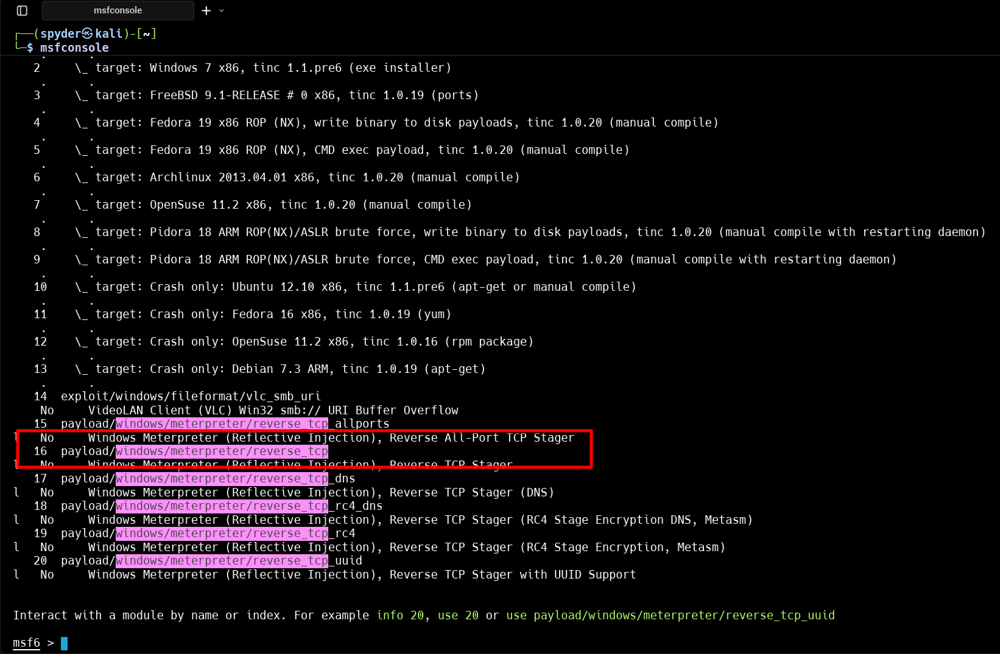 msfconsole
┌──(spyder㉿kali)-[~]
└─$ msfconsole
. .
2 \_ target: Windows 7 x86, tinc 1.1.pre6 (exe installer)
. .
3 \_ target: FreeBSD 9.1-RELEASE # 0 x86, tinc 1.0.19 (ports)
. .
4 \_ target: Fedora 19 x86 ROP (NX), write binary to disk payloads, tinc 1.0.20 (manual compile)
. .
5 \_ target: Fedora 19 x86 ROP (NX), CMD exec payload, tinc 1.0.20 (manual compile)
. .
6 \_ target: Archlinux 2013.04.01 x86, tinc 1.0.20 (manual compile)
. .
7 \_ target: OpenSuse 11.2 x86, tinc 1.0.20 (manual compile)
. .
8 \_ target: Pidora 18 ARM ROP(NX)/ASLR brute force, write binary to disk payloads, tinc 1.0.20 (manual compile with restarting daemon)
. .
9 \_ target: Pidora 18 ARM ROP(NX)/ASLR brute force, CMD exec payload, tinc 1.0.20 (manual compile with restarting daemon)
. .
10 \_ target: Crash only: Ubuntu 12.10 x86, tinc 1.1.pre6 (apt-get or manual compile)
. .
11 \_ target: Crash only: Fedora 16 x86, tinc 1.0.19 (yum)
. .
12 \_ target: Crash only: OpenSuse 11.2 x86, tinc 1.0.16 (rpm package)
. .
13 \_ target: Crash only: Debian 7.3 ARM, tinc 1.0.19 (apt-get)
. .
14 exploit/windows/fileformat/vlc_smb_uri
No VideoLAN Client (VLC) Win32 smb:// URI Buffer Overflow
15 payload/windows/meterpreter/reverse_tcp_allports
l No Windows Meterpreter (Reflective Injection), Reverse All-Port TCP Stager
16 payload/windows/meterpreter/reverse_tcp
l No Windows Meterpreter (Reflective Injection), Reverse TCP Stager
17 payload/windows/meterpreter/reverse_tcp_dns
l No Windows Meterpreter (Reflective Injection), Reverse TCP Stager (DNS)
18 payload/windows/meterpreter/reverse_tcp_rc4_dns
l No Windows Meterpreter (Reflective Injection), Reverse TCP Stager (RC4 Stage Encryption DNS, Metasm)
19 payload/windows/meterpreter/reverse_tcp_rc4
l No Windows Meterpreter (Reflective Injection), Reverse TCP Stager (RC4 Stage Encryption, Metasm)
20 payload/windows/meterpreter/reverse_tcp_uuid
l No Windows Meterpreter (Reflective Injection), Reverse TCP Stager with UUID Support
Interact with a module by name or index. For example info 20, use 20 or use payload/windows/meterpreter/reverse_tcp_uuid
msf6 >